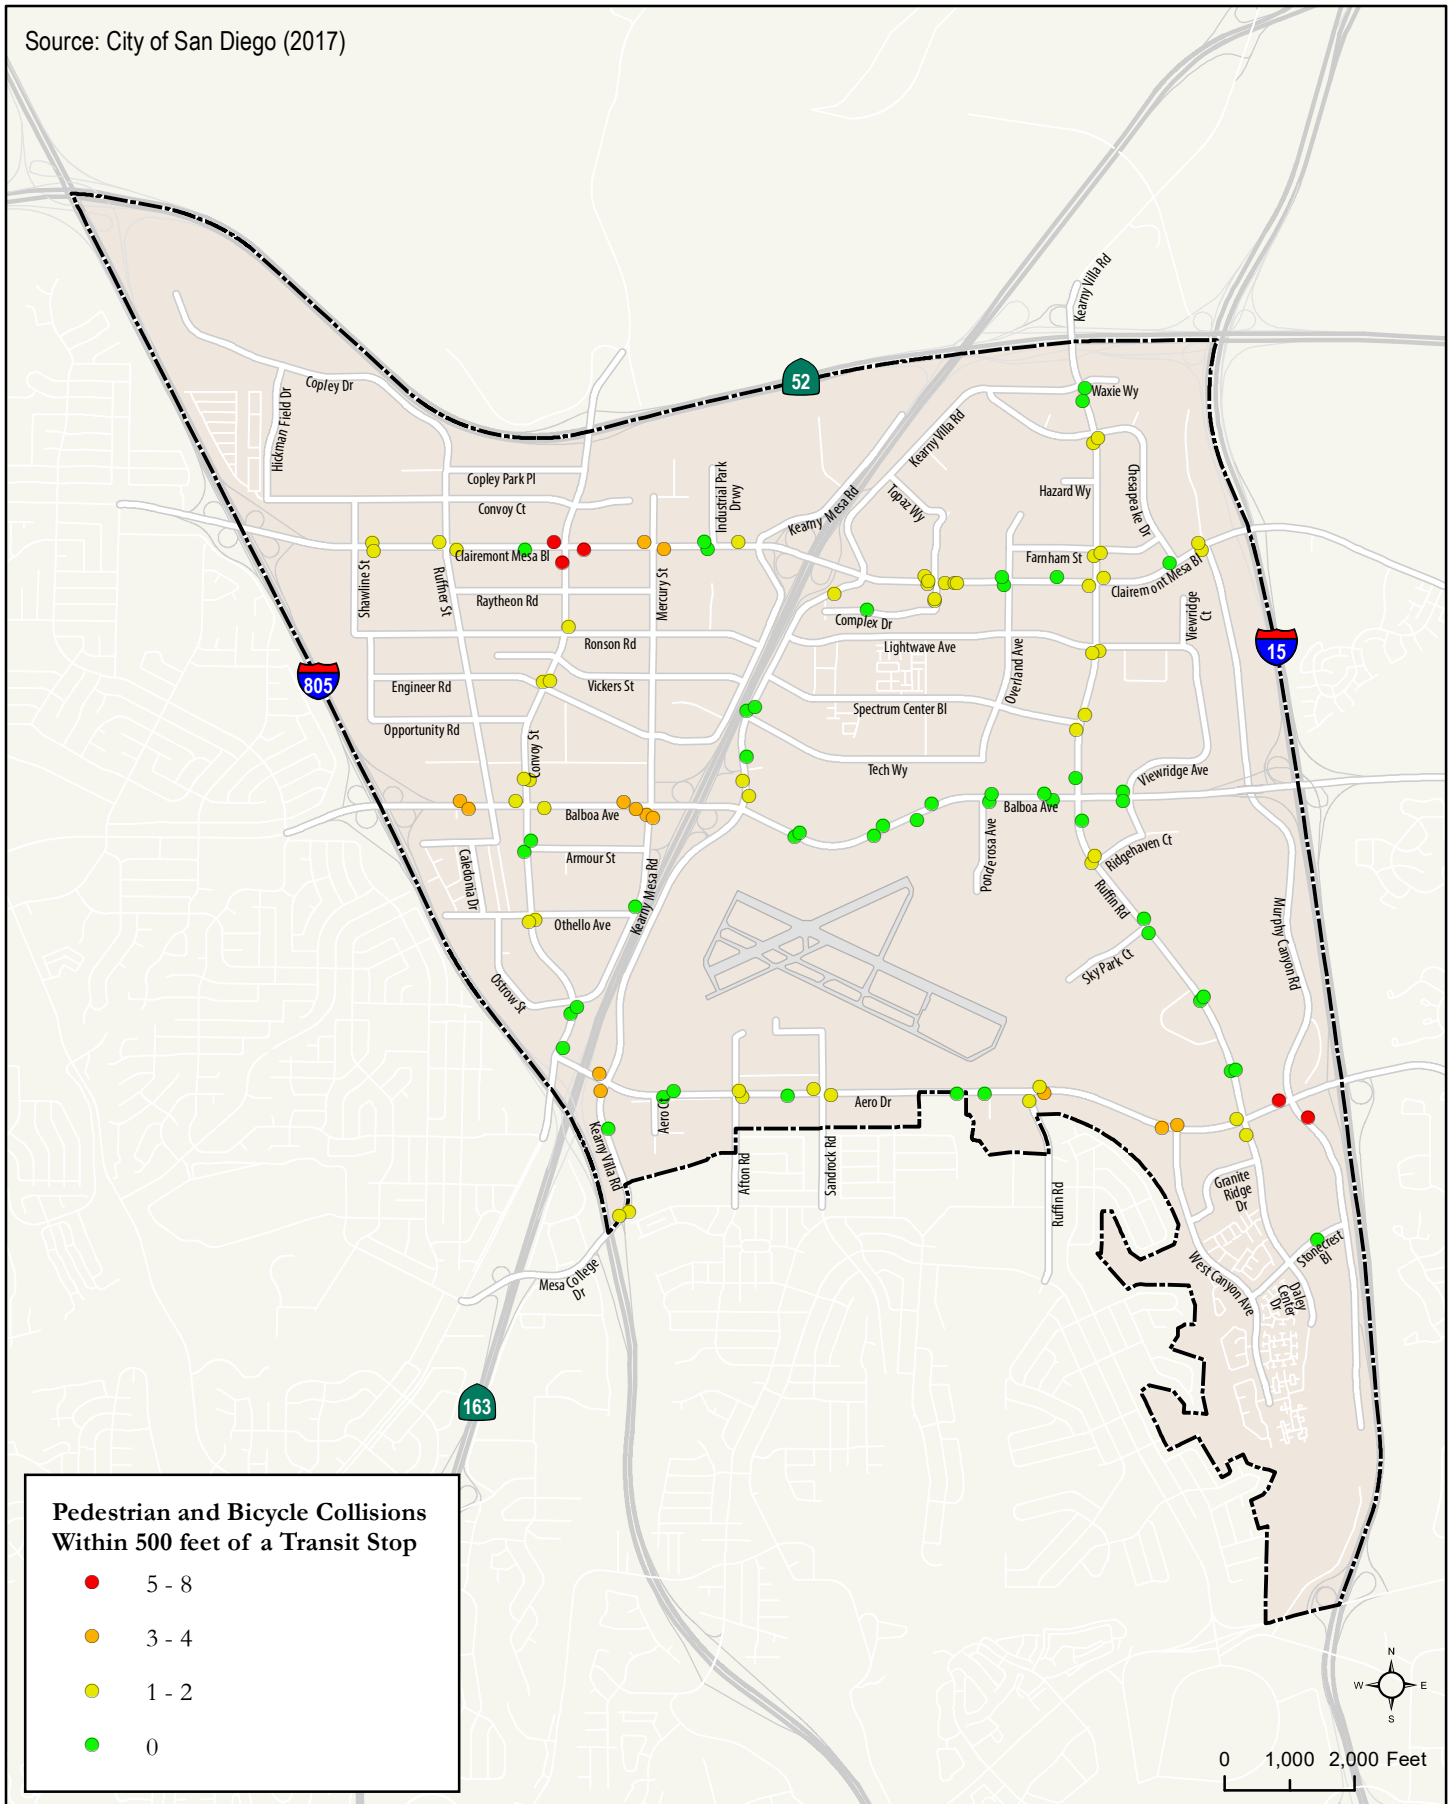 Source: City of San Diego (2017)
Kearny Villa Rd
52
Copley Dr
Hickman Field Dr
Waxie Wy
Kearny Villa Rd
Copley Park Pl
Industrial Park
Drwy
Convoy Ct
Kearny Mesa Rd
Topaz Wy
Hazard Wy
Chesapeake Dr
Clairemont Mesa Bl
Farnham St
Clairemont Mesa Bl
Shawline St
Ruffner St
Raytheon Rd
Mercury St
Complex Dr
Viewridge
Ct
Ronson Rd
Lightwave Ave
15
805
Engineer Rd
Vickers St
Overland Ave
Spectrum Center Bl
Opportunity Rd
Convoy St
Tech Wy
Viewridge Ave
Balboa Ave
Balboa Ave
Armour St
Caledonia Dr
Kearny Mesa Rd
Ponderosa Ave
Ridgehaven Ct
Ruffin Rd
Othello Ave
Murphy Canyon Rd
Sky Park Ct
Ostrow St
Aero Ct
Aero Dr
Kearny Villa Rd
Afton Rd
Sandrock Rd
Ruffin Rd
Granite
Ridge
Dr
Stonecrest
Bl
West Canyon Ave
Daley
Center
Dr
Mesa College
Dr
163
Pedestrian and Bicycle Collisions
Within 500 feet of a Transit Stop
5 - 8
3 - 4
1 - 2
0
N
W
E
S
0 1,000 2,000 Feet